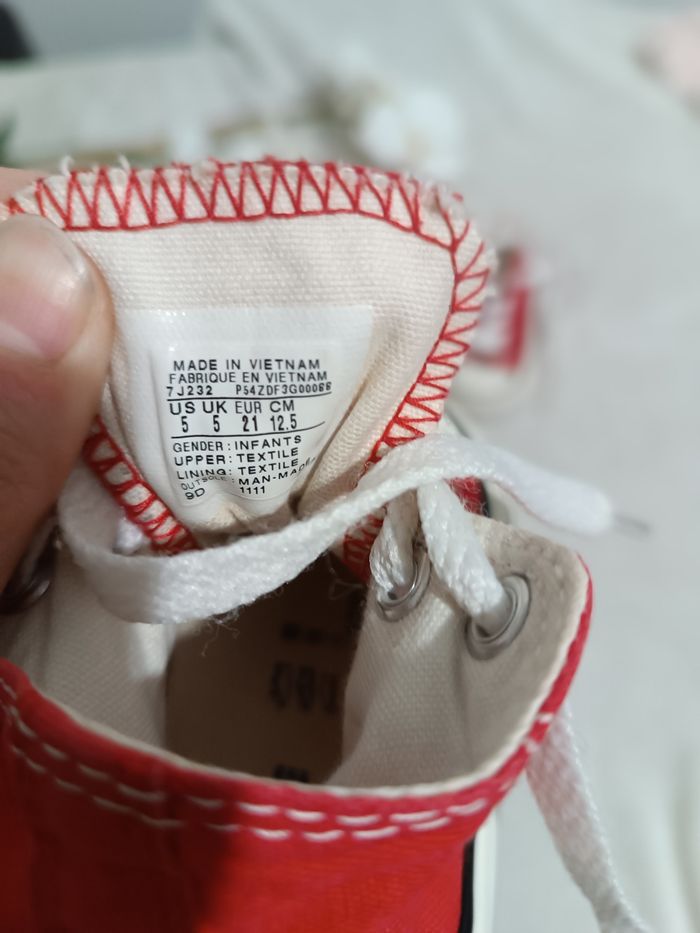 MADE IN VIETNAM
FABRIQUE EN VIETNAM
7J232 P54ZDF3G00066
US UK EUR CM
5 5 21 12.5
GENDER: INFANTS
UPPER: TEXTILE
LINING: TEXTILE
OUTSOLE: MAN-MADE
9D 1111